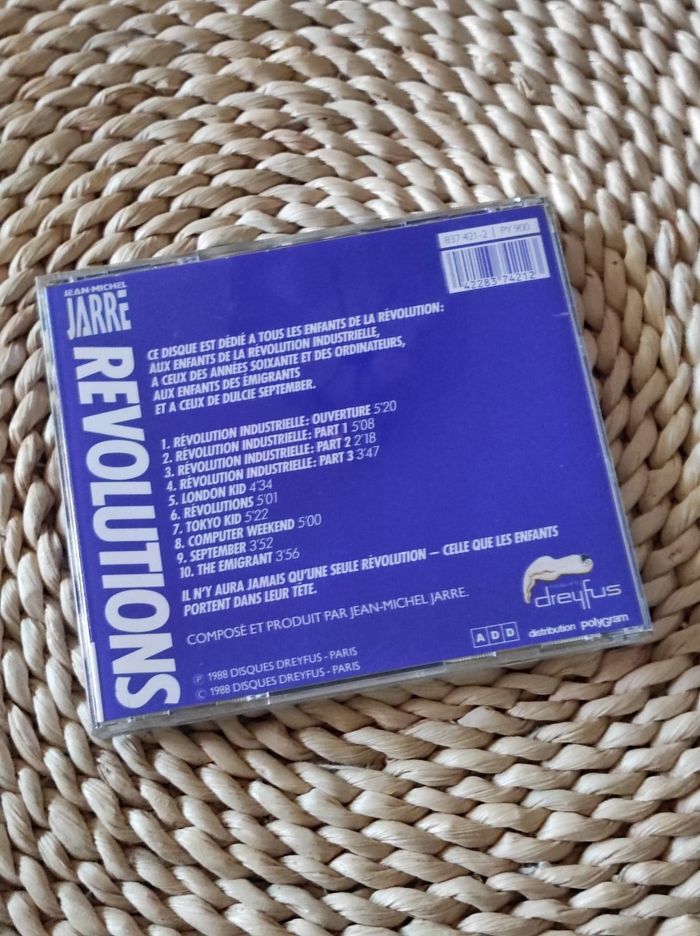 JEAN-MICHEL
JARRE
REVOLUTIONS
837 421-2 | PY 900
42283 74212
CE DISQUE EST DÉDIÉ A TOUS LES ENFANTS DE LA RÉVOLUTION:
AUX ENFANTS DE LA RÉVOLUTION INDUSTRIELLE,
A CEUX DES ANNÉES SOIXANTE ET DES ORDINATEURS,
AUX ENFANTS DES ÉMIGRANTS
ET A CEUX DE DULCIE SEPTEMBER.
1. RÉVOLUTION INDUSTRIELLE: OUVERTURE 5'20
2. RÉVOLUTION INDUSTRIELLE: PART 1 5'08
3. RÉVOLUTION INDUSTRIELLE: PART 2 2'18
4. RÉVOLUTION INDUSTRIELLE: PART 3 3'47
5. LONDON KID 4'34
6. RÉVOLUTIONS 5'01
7. TOKYO KID 5'22
8. COMPUTER WEEKEND 5'00
9. SEPTEMBER 3'52
10. THE EMIGRANT 3'56
IL N'Y AURA JAMAIS QU'UNE SEULE RÉVOLUTION — CELLE QUE LES ENFANTS
PORTENT DANS LEUR TÊTE.
COMPOSÉ ET PRODUIT PAR JEAN-MICHEL JARRE.
℗ 1988 DISQUES DREYFUS - PARIS
© 1988 DISQUES DREYFUS - PARIS
A D D
dreyfus
distribution polyGram